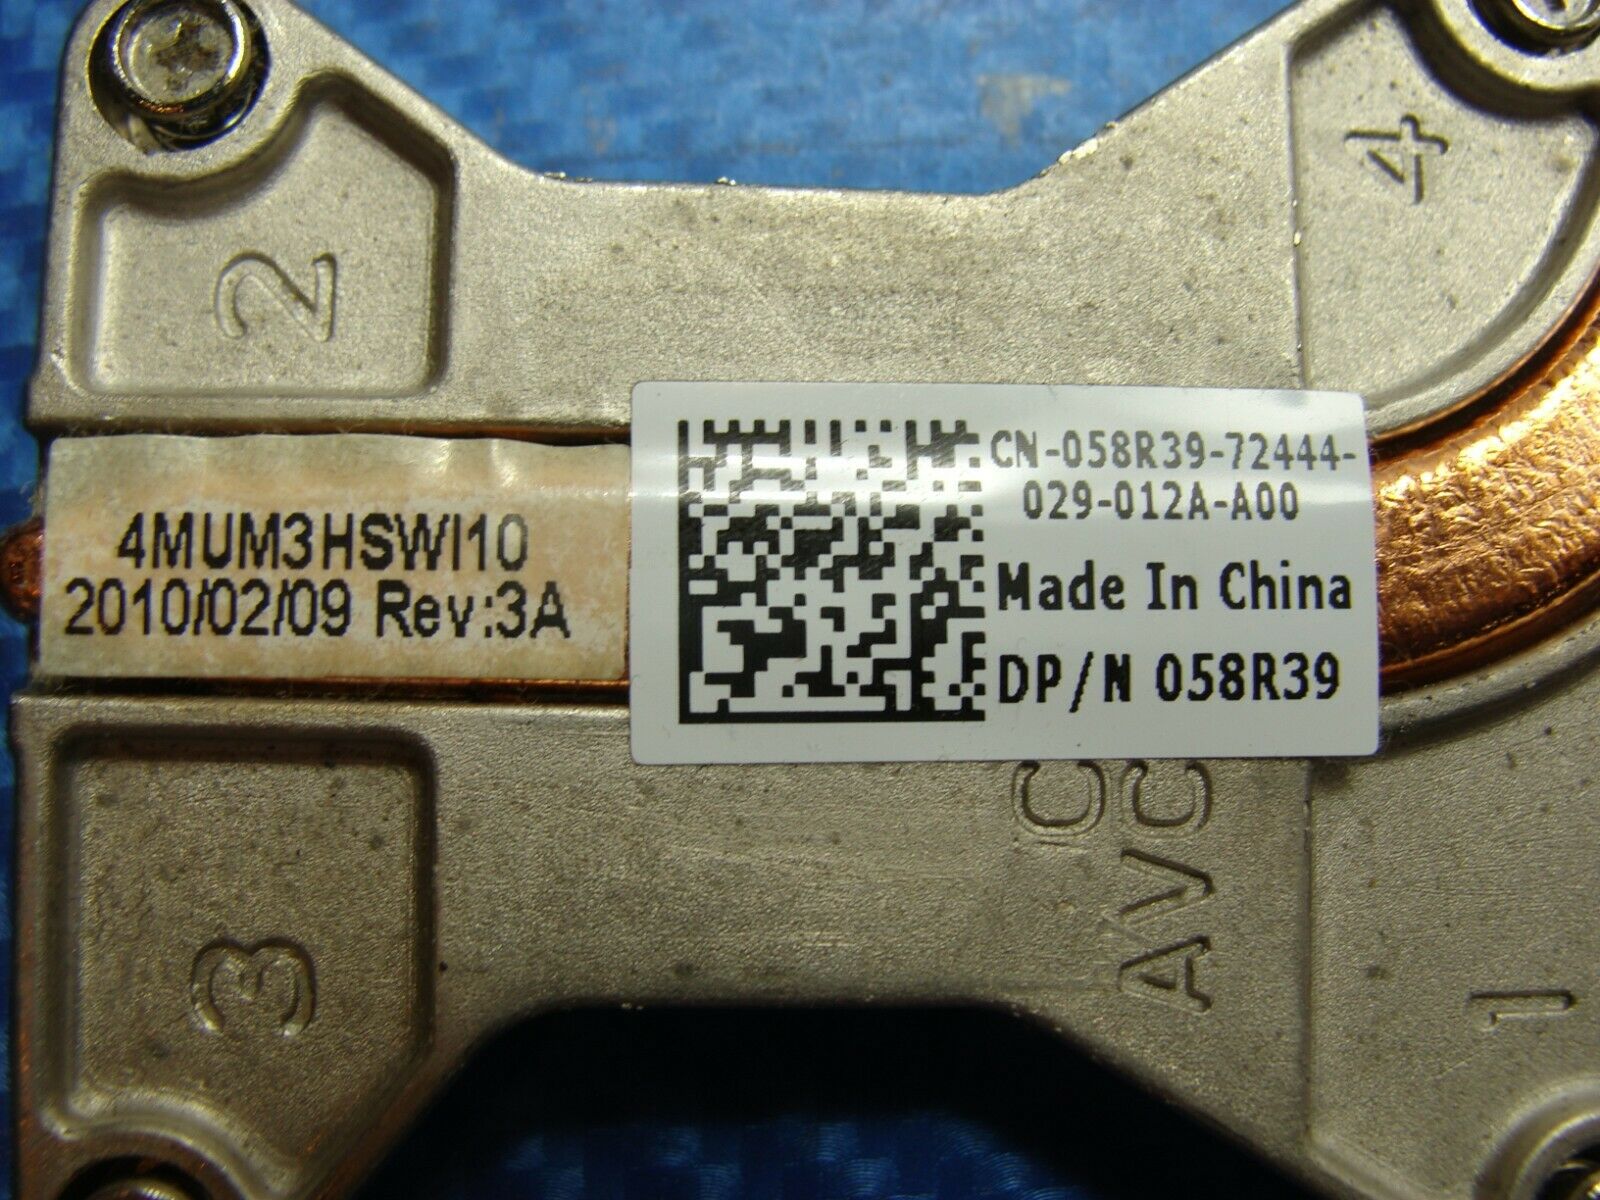 2
4
4MUM3HSWI10
2010/02/09 Rev:3A
CN-058R39-72444-
029-012A-A00
Made In China
DP/N 058R39
C
AVC
3
1